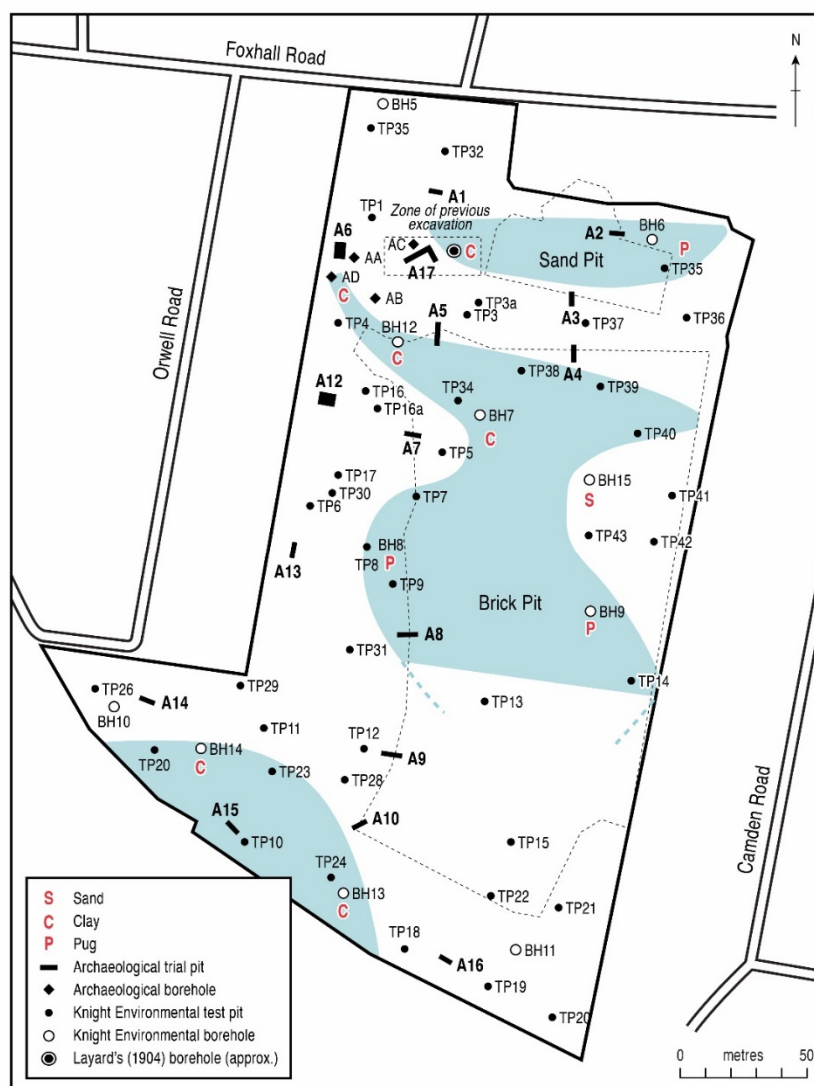 Foxhall Road
N
BH5
TP35
TP32
A1
TP1
Zone of previous
excavation
A6
AC
A2
BH6
P
AA
C
Sand Pit
TP35
A17
AD
C
AB
TP3a
A5
TP3
A3
TP37
TP36
TP4
BH12
C
A4
Orwell Road
TP38
A12
TP16
TP34
TP39
TP16a
BH7
A7
C
TP40
TP5
TP17
BH15
TP30
TP7
S
TP41
TP6
TP43
TP42
BH8
A13
TP8
P
TP9
Brick Pit
BH9
P
A8
TP31
TP14
TP26
TP29
A14
TP13
BH10
TP11
TP12
BH14
TP20
C
A9
TP23
TP28
A15
A10
TP10
TP15
Camden Road
TP24
BH13
TP22
C
TP21
TP18
A16
BH11
TP19
TP20
S Sand
C Clay
P Pug
Archaeological trial pit
Archaeological borehole
Knight Environmental test pit
Knight Environmental borehole
Layard's (1904) borehole (approx.)
0 metres 50